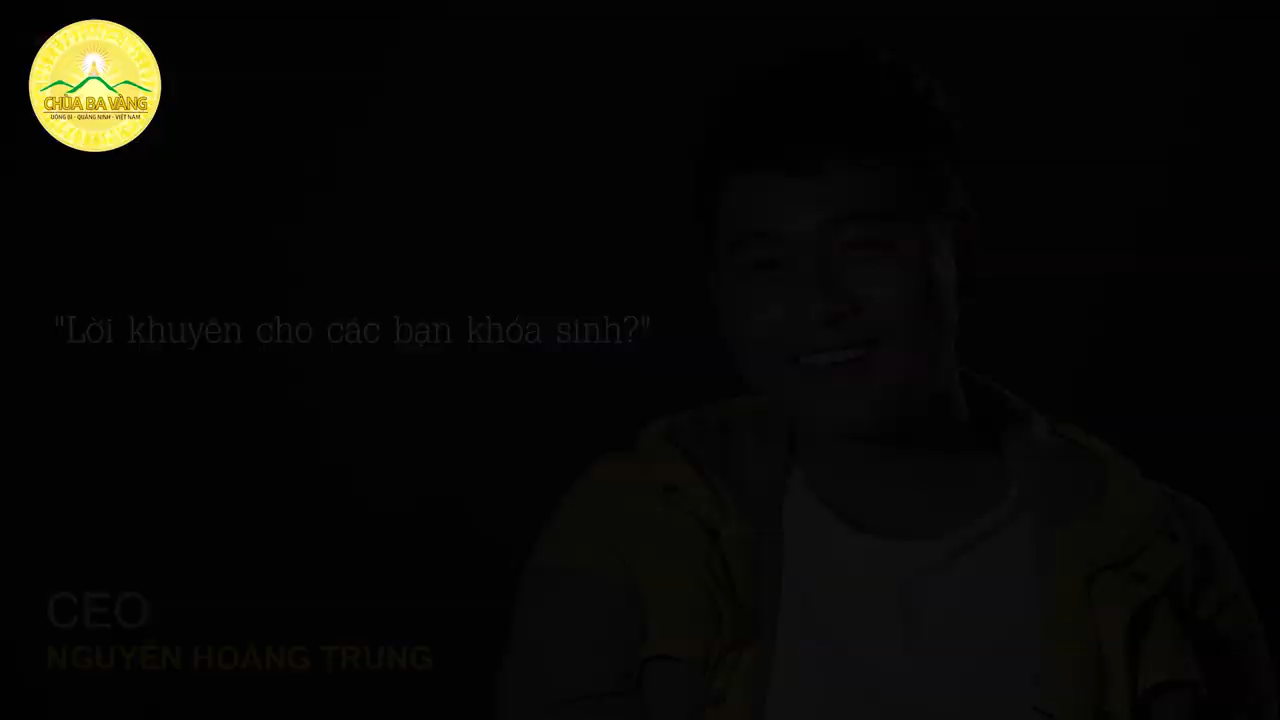 CHÙA BA VÀNG
UÔNG BÍ - QUẢNG NINH - VIỆT NAM
"Lời khuyên cho các bạn khóa sinh?"
CEO
NGUYỄN HOÀNG TRUNG